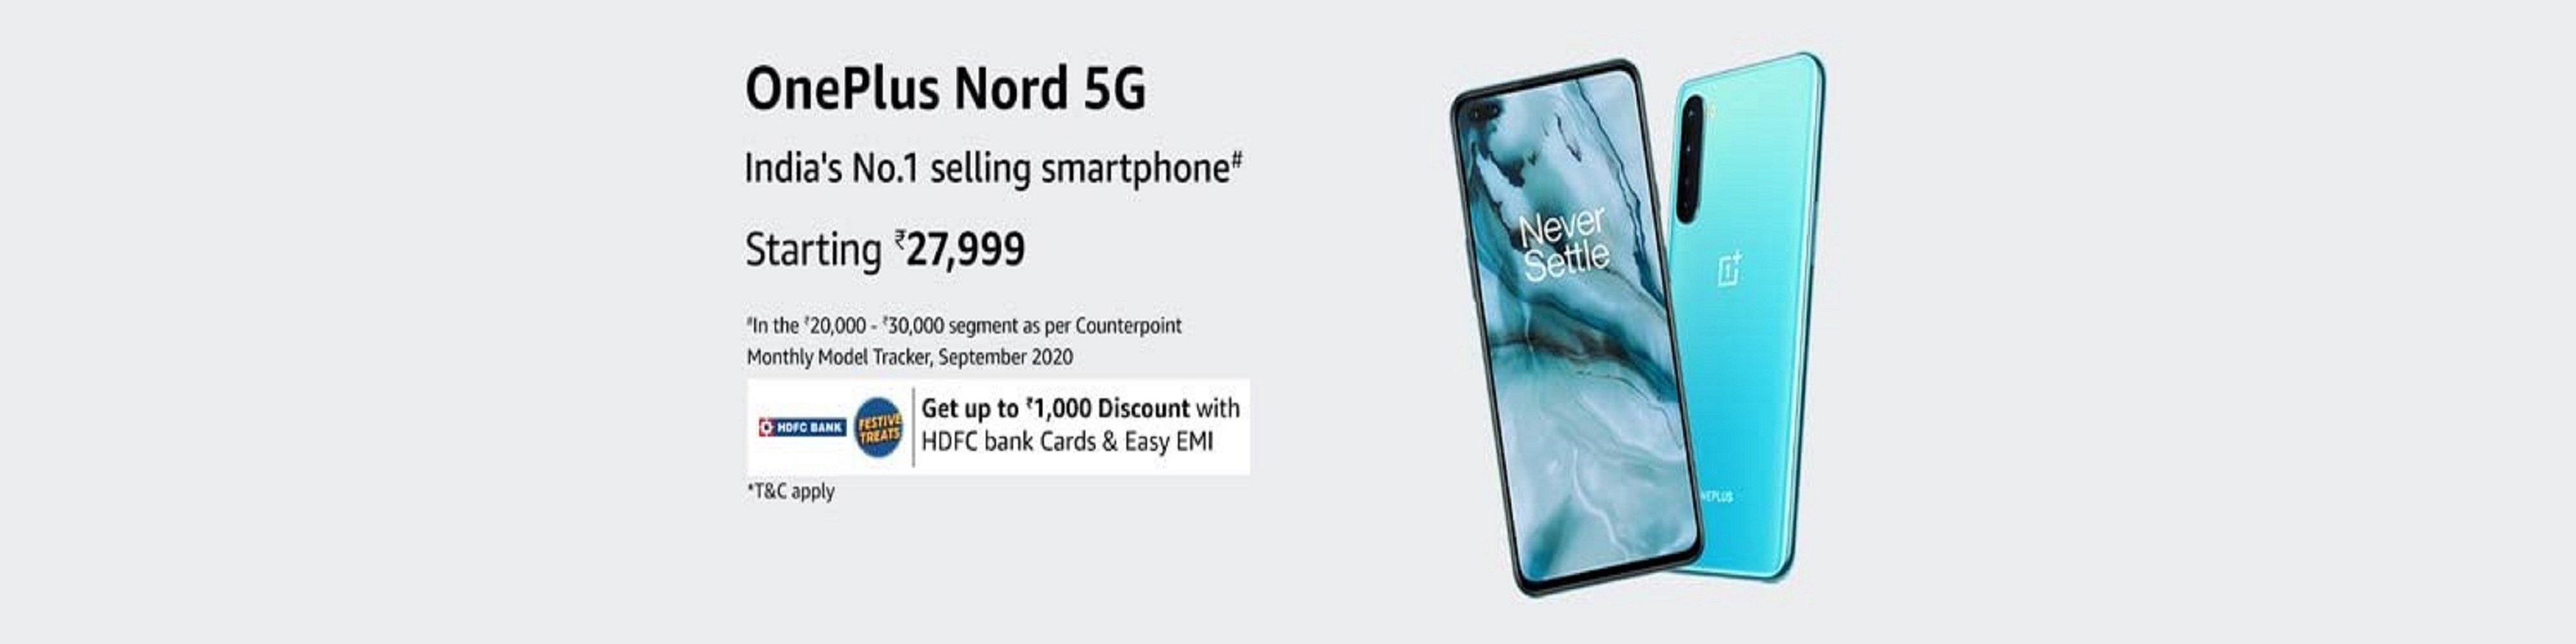 OnePlus Nord 5G
India's No.1 selling smartphone#
Starting ₹27,999
#In the ₹20,000 - ₹30,000 segment as per Counterpoint
Monthly Model Tracker, September 2020
HDFC BANK
FESTIVE
TREATS
Get up to ₹1,000 Discount with
HDFC bank Cards & Easy EMI
*T&C apply
Never
Settle
NEPLUS